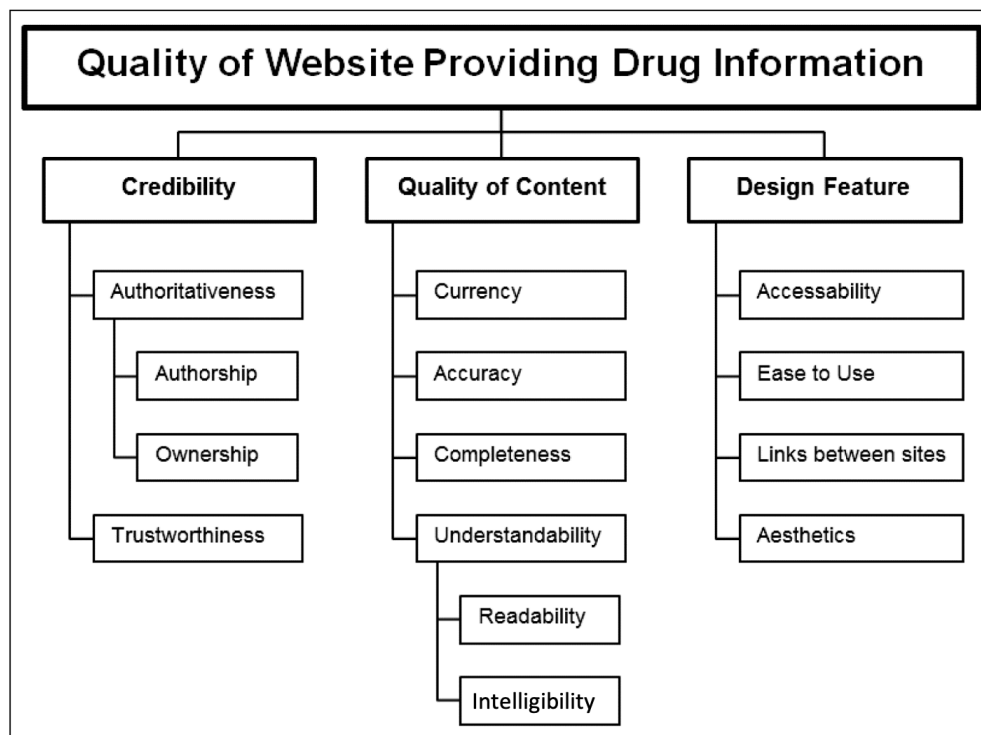 Quality of Website Providing Drug Information
Credibility
Authoritativeness
Authorship
Ownership
Trustworthiness
Quality of Content
Currency
Accuracy
Completeness
Understandability
Readability
Intelligibility
Design Feature
Accessability
Ease to Use
Links between sites
Aesthetics